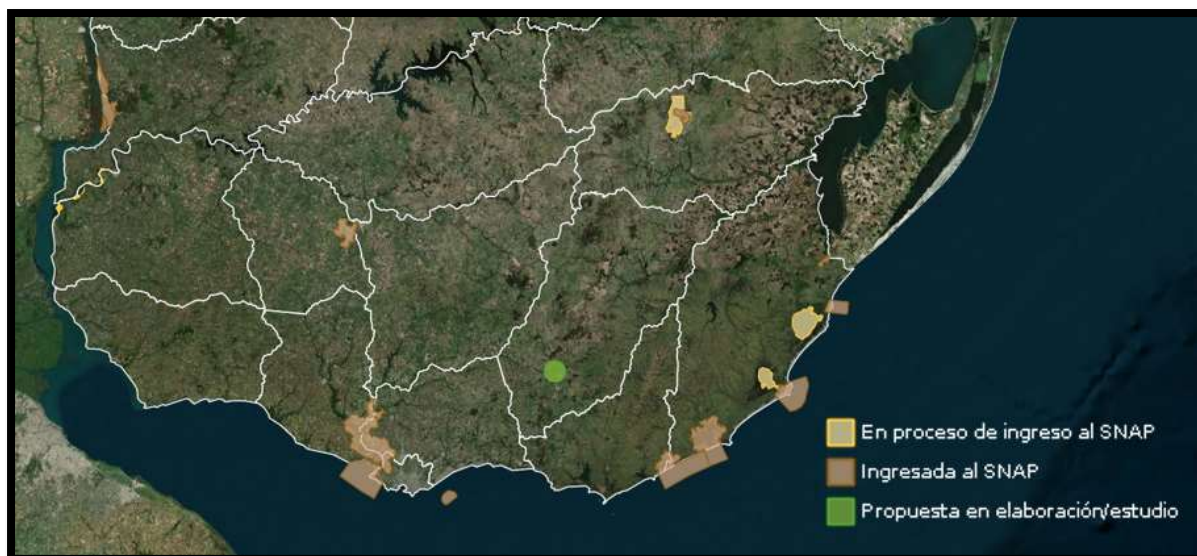 En proceso de ingreso al SNAP
Ingresada al SNAP
Propuesta en elaboración/estudio